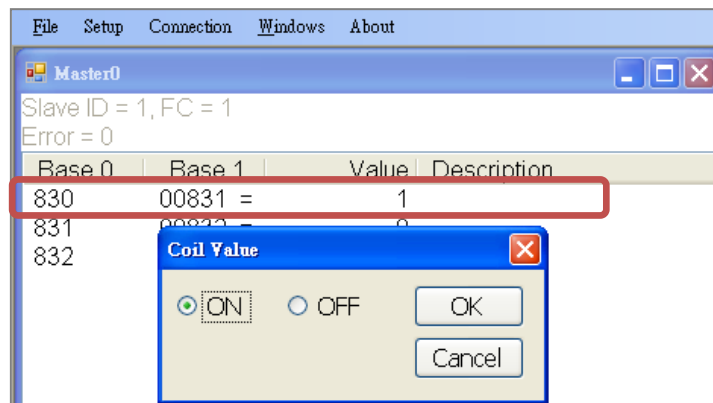 File Setup Connection Windows About
Master0
Slave ID = 1, FC = 1
Error = 0
Base 0 Base 1 Value Description
830 00831 = 1
831
832
Coil Value
ON OFF OK
Cancel